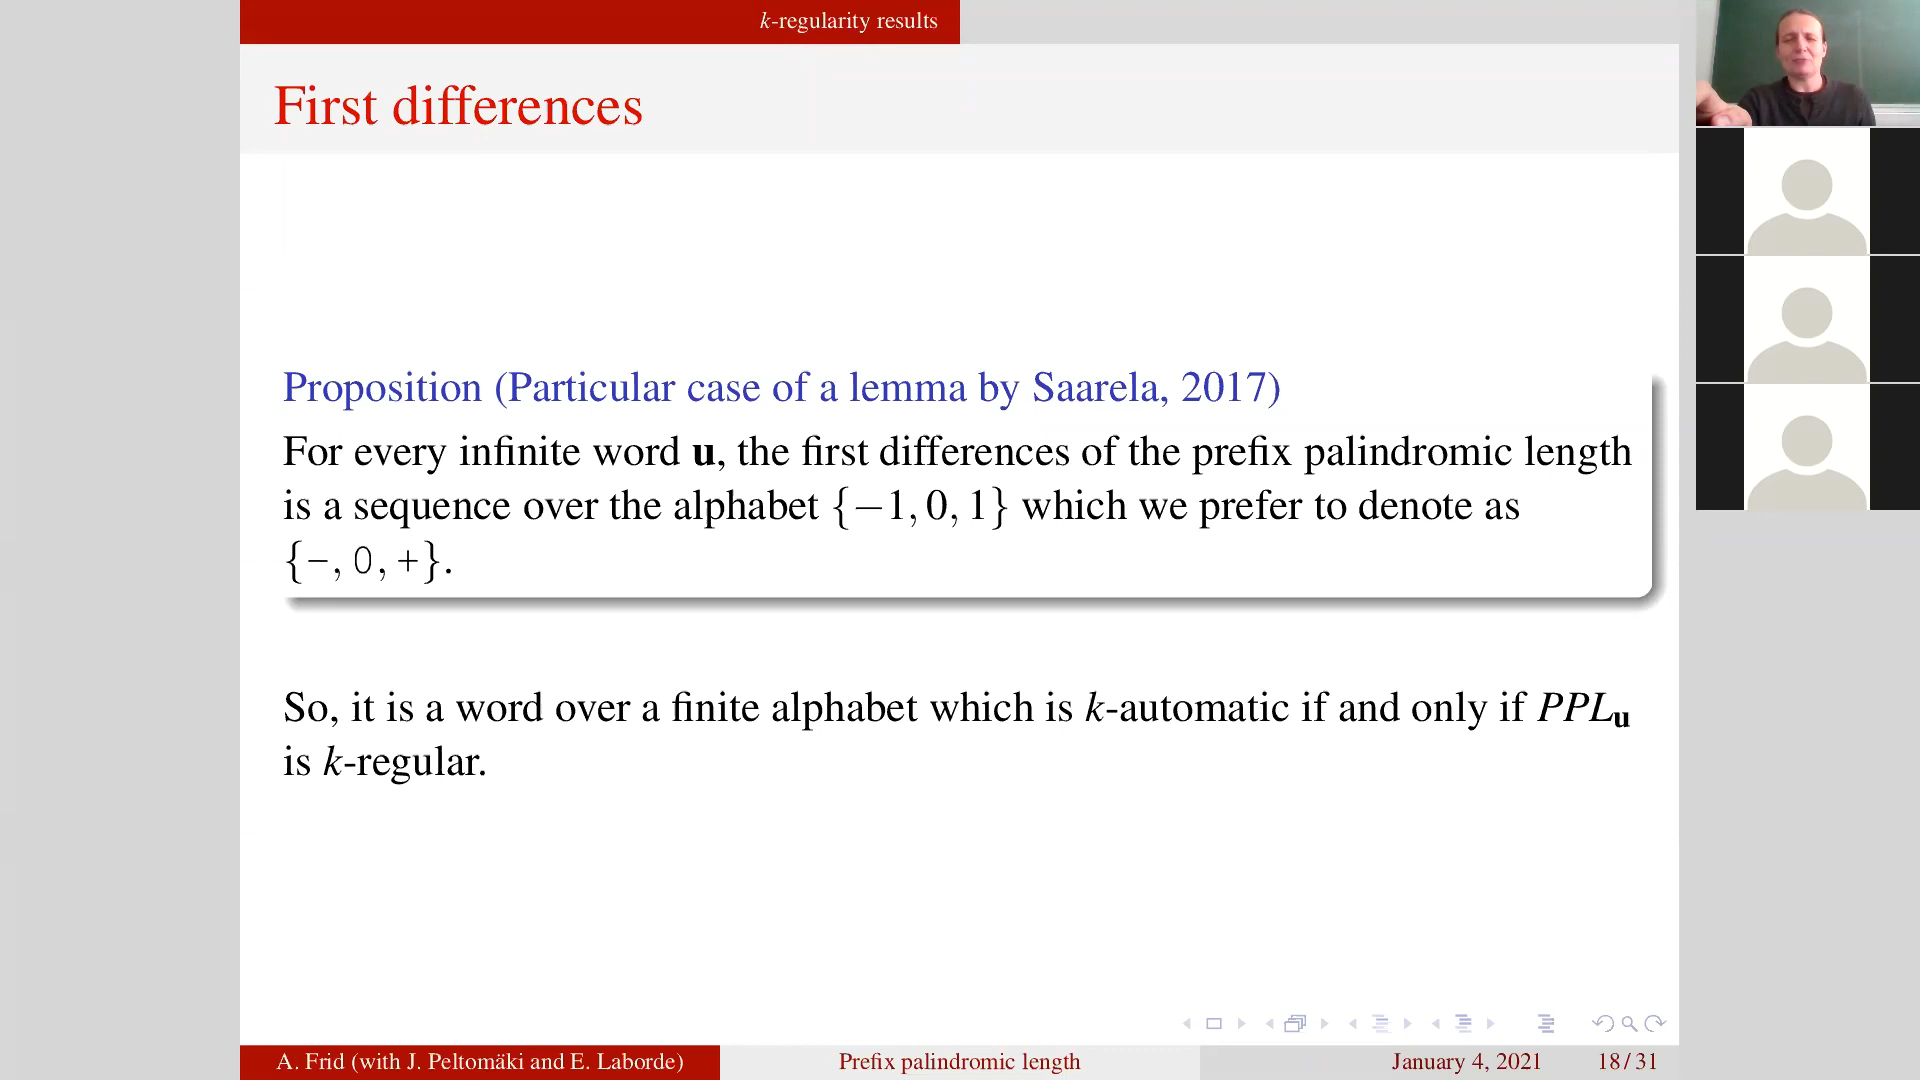 k-regularity results
First differences
Proposition (Particular case of a lemma by Saarela, 2017)
For every infinite word u, the first differences of the prefix palindromic length
is a sequence over the alphabet {−1, 0, 1} which we prefer to denote as
{-, 0, +}.
So, it is a word over a finite alphabet which is k-automatic if and only if PPLu
is k-regular.
A. Frid (with J. Peltomäki and E. Laborde) Prefix palindromic length January 4, 2021 18 / 31